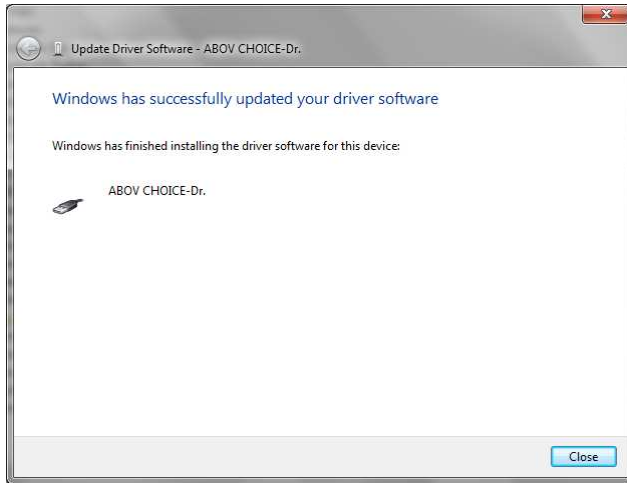 Update Driver Software - ABOV CHOICE-Dr.
Windows has successfully updated your driver software
Windows has finished installing the driver software for this device:
ABOV CHOICE-Dr.
Close